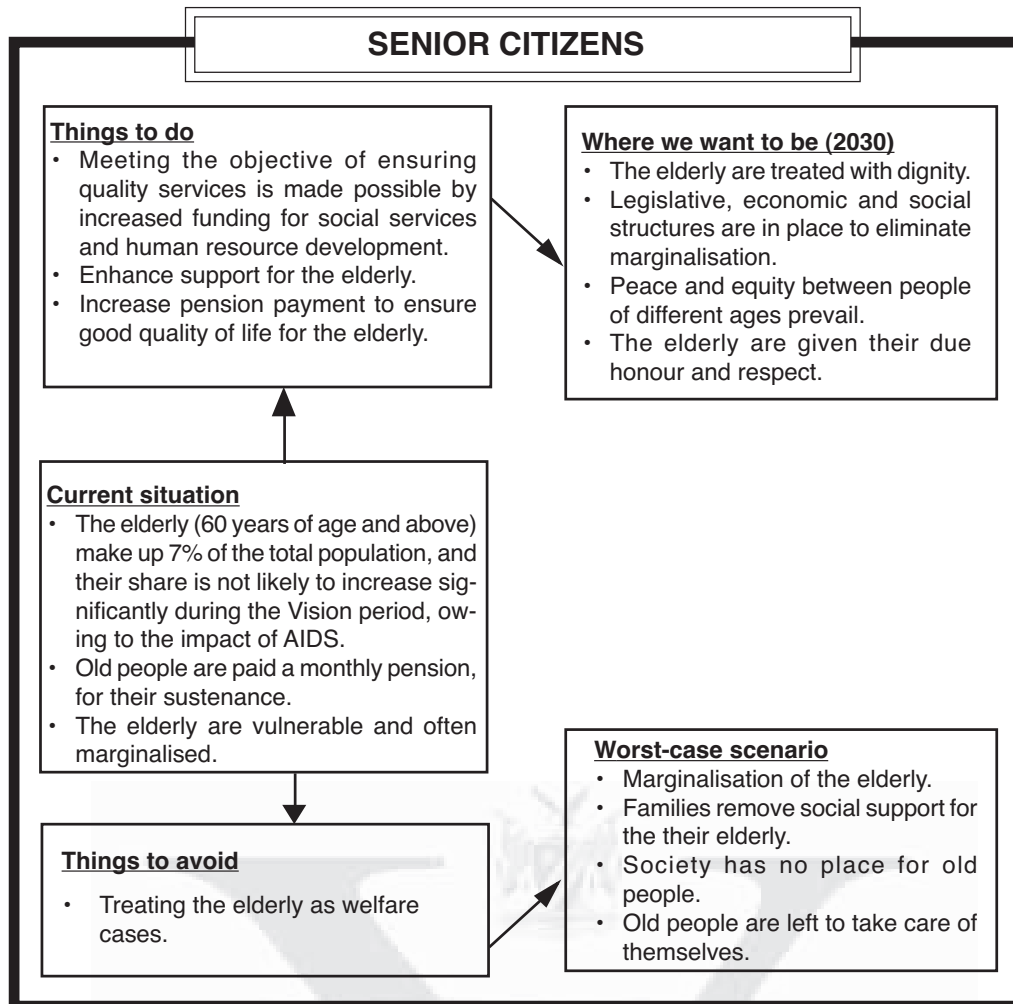 SENIOR CITIZENS
Things to do
• Meeting the objective of ensuring
quality services is made possible by
increased funding for social services
and human resource development.
• Enhance support for the elderly.
• Increase pension payment to ensure
good quality of life for the elderly.
Where we want to be (2030)
• The elderly are treated with dignity.
• Legislative, economic and social
structures are in place to eliminate
marginalisation.
• Peace and equity between people
of different ages prevail.
• The elderly are given their due
honour and respect.
Current situation
• The elderly (60 years of age and above)
make up 7% of the total population, and
their share is not likely to increase sig-
nificantly during the Vision period, ow-
ing to the impact of AIDS.
• Old people are paid a monthly pension,
for their sustenance.
• The elderly are vulnerable and often
marginalised.
Things to avoid
• Treating the elderly as welfare
cases.
Worst-case scenario
• Marginalisation of the elderly.
• Families remove social support for
the their elderly.
• Society has no place for old
people.
• Old people are left to take care of
themselves.